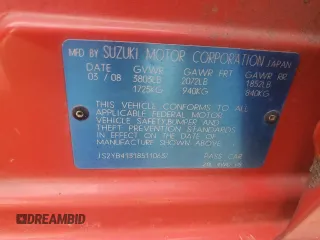 MFD BY SUZUKI MOTOR CORPORATION JAPAN
DATE GVWR GAWR FRT GAWR RR
03 / 08 3805LB 2072LB 1852LB
1725KG 940KG 840KG
THIS VEHICLE CONFORMS TO ALL
APPLICABLE FEDERAL MOTOR
VEHICLE SAFETY,BUMPER AND
THEFT PREVENTION STANDARDS
IN EFFECT ON THE DATE OF
MANUFACTURE SHOWN ABOVE
PASS CAR
DREAMBID